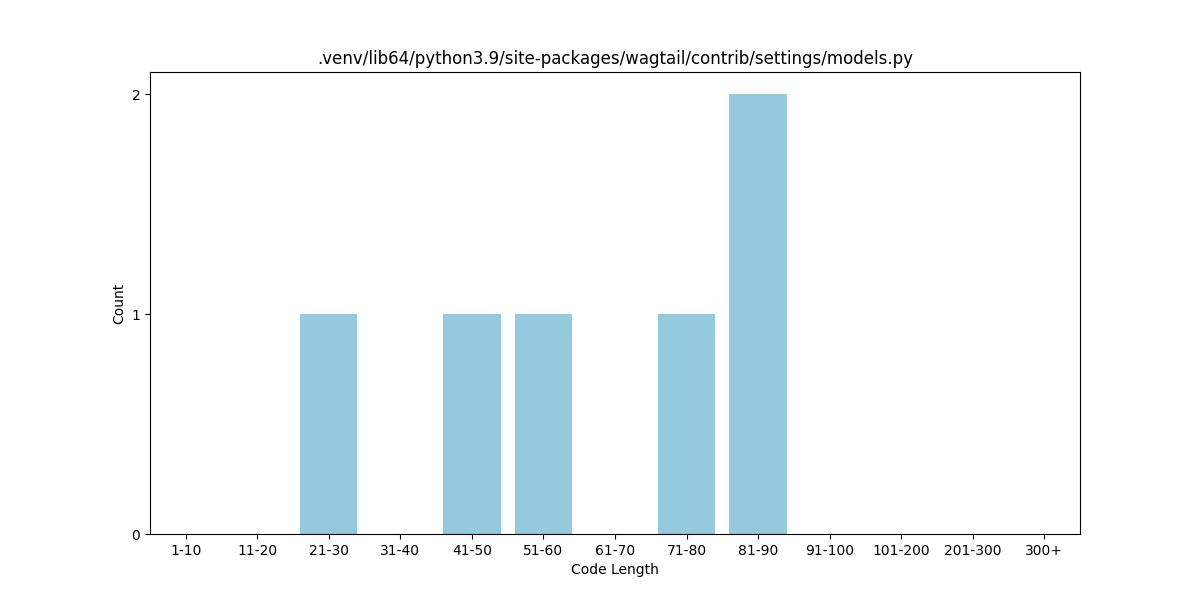 .venv/lib64/python3.9/site-packages/wagtail/contrib/settings/models.py
2
1
0
Count
1-10 11-20 21-30 31-40 41-50 51-60 61-70 71-80 81-90 91-100 101-200 201-300 300+
Code Length